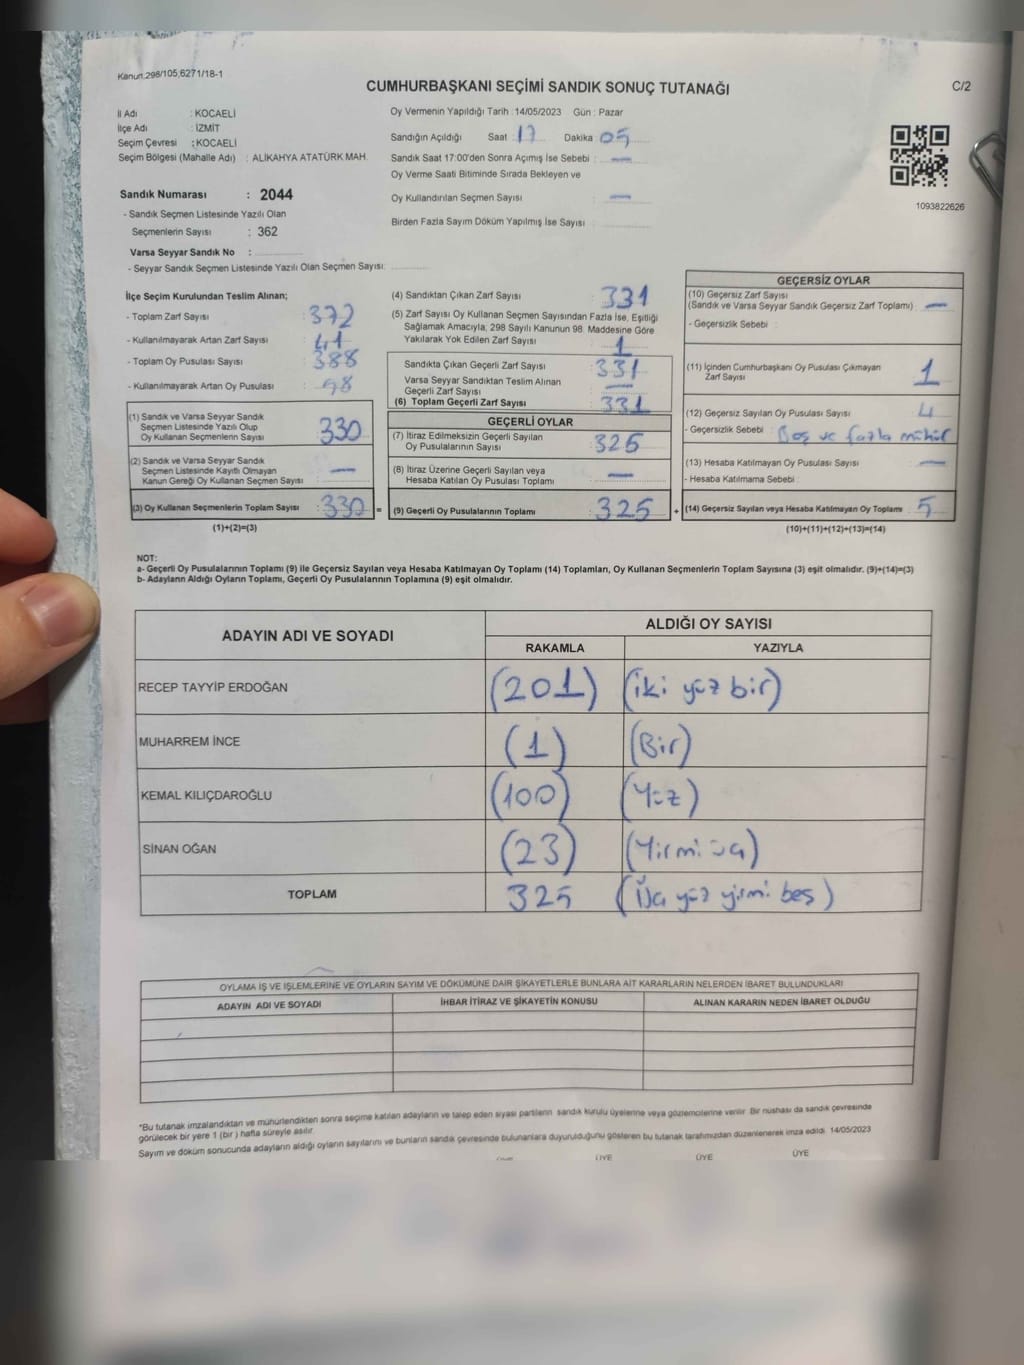 Kanun.298/105,6271/18-1
CUMHURBAŞKANI SEÇİMİ SANDIK SONUÇ TUTANAĞI
C/2
İl Adı : KOCAELİ
İlçe Adı : İZMİT
Seçim Çevresi : KOCAELİ
Seçim Bölgesi (Mahalle Adı) : ALİKAHYA ATATÜRK MAH.
Sandık Numarası : 2044
- Sandık Seçmen Listesinde Yazılı Olan
Seçmenlerin Sayısı : 362
Varsa Seyyar Sandık No :
- Seyyar Sandık Seçmen Listesinde Yazılı Olan Seçmen Sayısı:
Oy Vermenin Yapıldığı Tarih : 14/05/2023 Gün : Pazar
Sandığın Açıldığı Saat : 17 Dakika 05
Sandık Saat 17:00'den Sonra Açımış İse Sebebi : —
Oy Verme Saati Bitiminde Sırada Bekleyen ve
Oy Kullandırılan Seçmen Sayısı : —
Birden Fazla Sayım Döküm Yapılmış İse Sayısı :
1093822626
İlçe Seçim Kurulundan Teslim Alınan;
- Toplam Zarf Sayısı : 372
- Kullanılmayarak Artan Zarf Sayısı : 41
- Toplam Oy Pusulası Sayısı : 388
- Kullanılmayarak Artan Oy Pusulası :
(1) Sandık ve Varsa Seyyar Sandık
Seçmen Listesinde Yazılı Olup
Oy Kullanan Seçmenlerin Sayısı : 330
(2) Sandık ve Varsa Seyyar Sandık
Seçmen Listesinde Kayıtlı Olmayan
Kanun Gereği Oy Kullanan Seçmen Sayısı : —
(3) Oy Kullanan Seçmenlerin Toplam Sayısı : 330 =
(1)+(2)=(3)
(4) Sandıktan Çıkan Zarf Sayısı : 331
(5) Zarf Sayısı Oy Kullanan Seçmen Sayısından Fazla İse, Eşitliği
Sağlamak Amacıyla; 298 Sayılı Kanunun 98. Maddesine Göre
Yakılarak Yok Edilen Zarf Sayısı : 1
Sandıkta Çıkan Geçerli Zarf Sayısı : 331
Varsa Seyyar Sandıktan Teslim Alınan
Geçerli Zarf Sayısı : —
(6) Toplam Geçerli Zarf Sayısı : 331
GEÇERLİ OYLAR
(7) İtiraz Edilmeksizin Geçerli Sayılan
Oy Pusulalarının Sayısı : 325
(8) İtiraz Üzerine Geçerli Sayılan veya
Hesaba Katılan Oy Pusulası Toplamı : —
(9) Geçerli Oy Pusulalarının Toplamı : 325 +
GEÇERSİZ OYLAR
(10) Geçersiz Zarf Sayısı
(Sandık ve Varsa Seyyar Sandık Geçersiz Zarf Toplamı) : —
- Geçersizlik Sebebi :
(11) İçinden Cumhurbaşkanı Oy Pusulası Çıkmayan
Zarf Sayısı : 1
(12) Geçersiz Sayılan Oy Pusulası Sayısı : 4
- Geçersizlik Sebebi : Boş ve fazla mühür
(13) Hesaba Katılmayan Oy Pusulası Sayısı : —
- Hesaba Katılmama Sebebi :
(14) Geçersiz Sayılan veya Hesaba Katılmayan Oy Toplamı : 5
(10)+(11)+(12)+(13)=(14)
NOT:
a- Geçerli Oy Pusulalarının Toplamı (9) ile Geçersiz Sayılan veya Hesaba Katılmayan Oy Toplamı (14) Toplamları, Oy Kullanan Seçmenlerin Toplam Sayısına (3) eşit olmalıdır. (9)+(14)=(3)
b- Adayların Aldığı Oyların Toplamı, Geçerli Oy Pusulalarının Toplamına (9) eşit olmalıdır.
ADAYIN ADI VE SOYADI
ALDIĞI OY SAYISI
RAKAMLA YAZIYLA
RECEP TAYYİP ERDOĞAN (201) (İki yüz bir)
MUHARREM İNCE (1) (Bir)
KEMAL KILIÇDAROĞLU (100) (Yüz)
SİNAN OĞAN (23) (Yirmi üç)
TOPLAM 325 (Üç yüz yirmi beş)
OYLAMA İŞ VE İŞLEMLERİNE VE OYLARIN SAYIM VE DÖKÜMÜNE DAİR ŞİKAYETLERLE BUNLARA AİT KARARLARIN NELERDEN İBARET BULUNDUKLARI
ADAYIN ADI VE SOYADI İHBAR İTİRAZ VE ŞİKAYETİN KONUSU ALINAN KARARIN NEDEN İBARET OLDUĞU
*Bu tutanak imzalandıktan ve mühürlendikten sonra seçime katılan adayların ve talep eden siyasi partilerin sandık kurulu üyelerine veya gözlemcilerine verilir. Bir nüshası da sandık çevresinde
görülecek bir yere 1 (bir) hafta süreyle asılır.
Sayım ve döküm sonucunda adayların aldığı oyların sayılarını ve bunların sandık çevresinde bulunanlara duyurulduğunu gösteren bu tutanak tarafımızdan düzenlenerek imza edildi. 14/05/2023
ÜYE ÜYE ÜYE